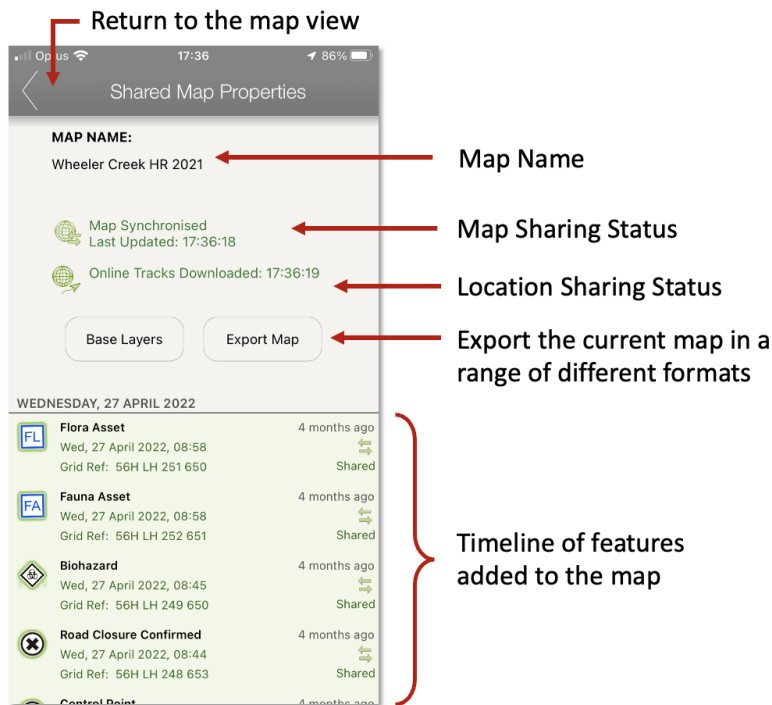 Return to the map view
Optus 17:36 86%
Shared Map Properties
MAP NAME:
Wheeler Creek HR 2021
Map Name
Map Synchronised
Last Updated: 17:36:18
Map Sharing Status
Online Tracks Downloaded: 17:36:19
Location Sharing Status
Base Layers
Export Map
Export the current map in a
range of different formats
WEDNESDAY, 27 APRIL 2022
FL
Flora Asset
4 months ago
Wed, 27 April 2022, 08:58
Grid Ref: 56H LH 251 650
Shared
FA
Fauna Asset
4 months ago
Wed, 27 April 2022, 08:58
Grid Ref: 56H LH 252 651
Shared
Biohazard
4 months ago
Wed, 27 April 2022, 08:45
Grid Ref: 56H LH 249 650
Shared
Road Closure Confirmed
4 months ago
Wed, 27 April 2022, 08:44
Grid Ref: 56H LH 248 653
Shared
Control Point
4 months ago
Timeline of features
added to the map